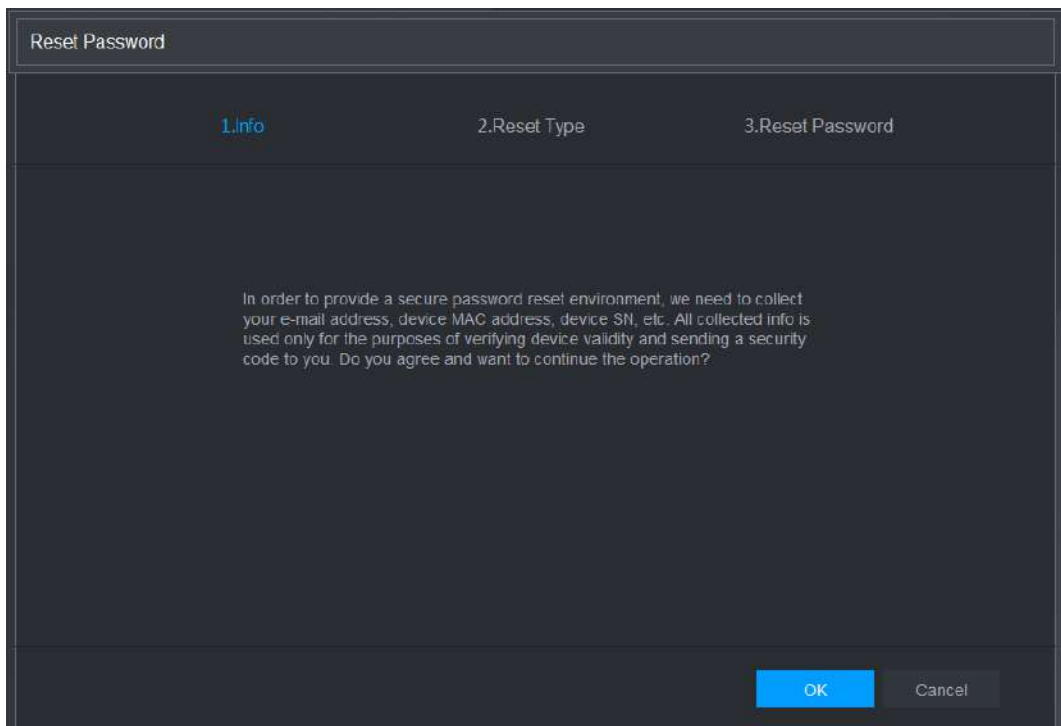 Reset Password
1.Info 2.Reset Type 3.Reset Password
In order to provide a secure password reset environment, we need to collect
your e-mail address, device MAC address, device SN, etc. All collected info is
used only for the purposes of verifying device validity and sending a security
code to you. Do you agree and want to continue the operation?
OK Cancel